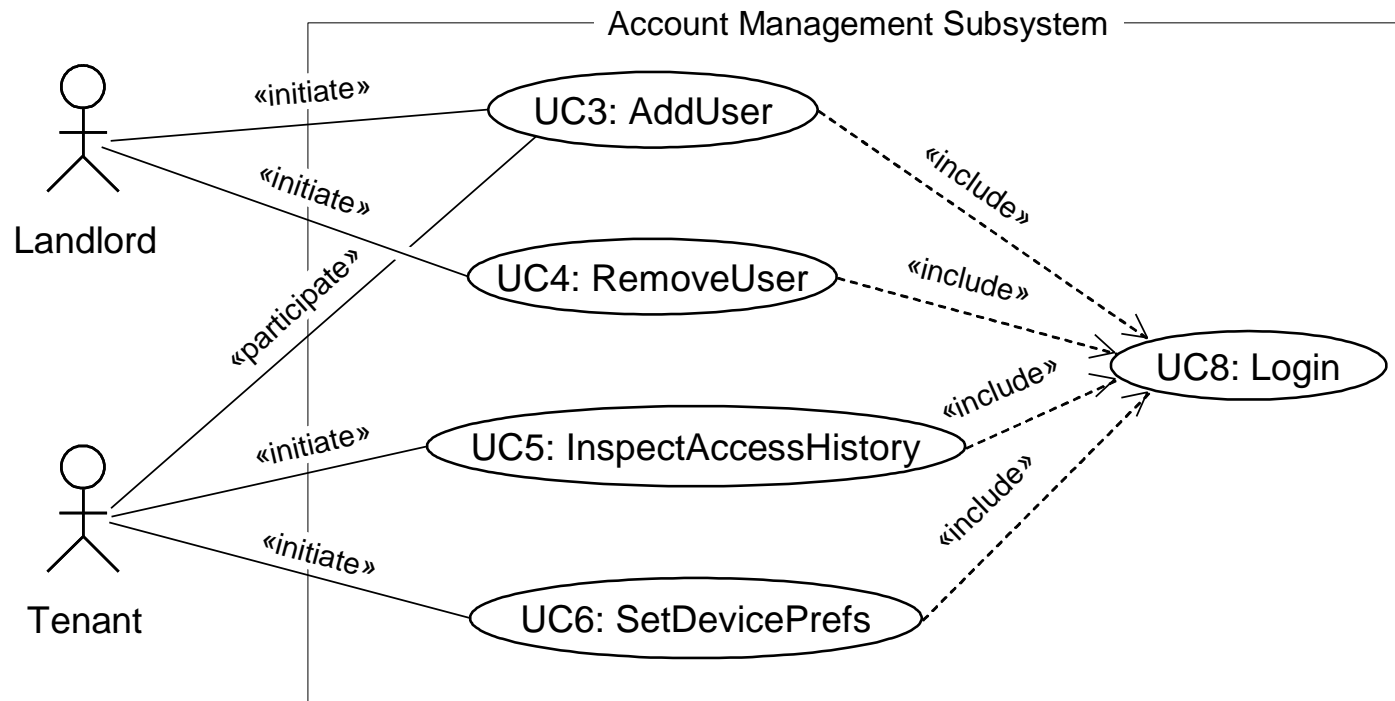 Account Management Subsystem
«initiate»
UC3: AddUser
«include»
«initiate»
Landlord
UC4: RemoveUser
«include»
«participate»
UC8: Login
«include»
«initiate»
UC5: InspectAccessHistory
«include»
«initiate»
Tenant
UC6: SetDevicePrefs